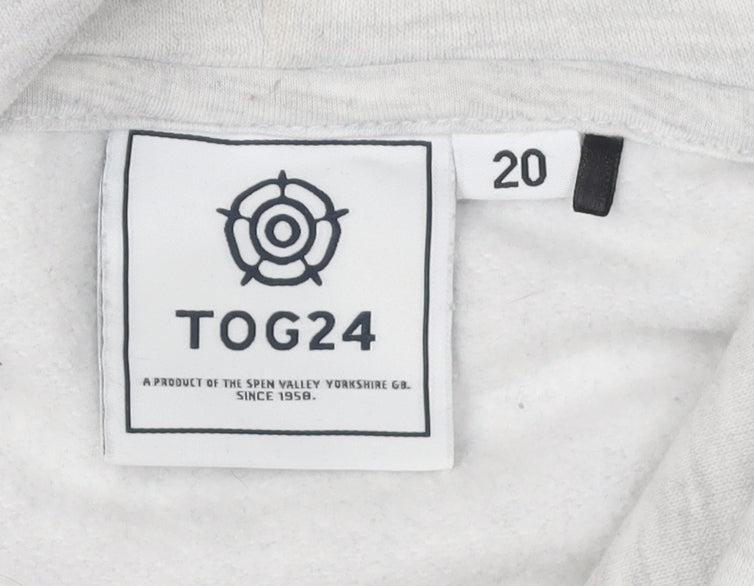 TOG24
A PRODUCT OF THE SPEN VALLEY YORKSHIRE GB.
SINCE 1958.
20